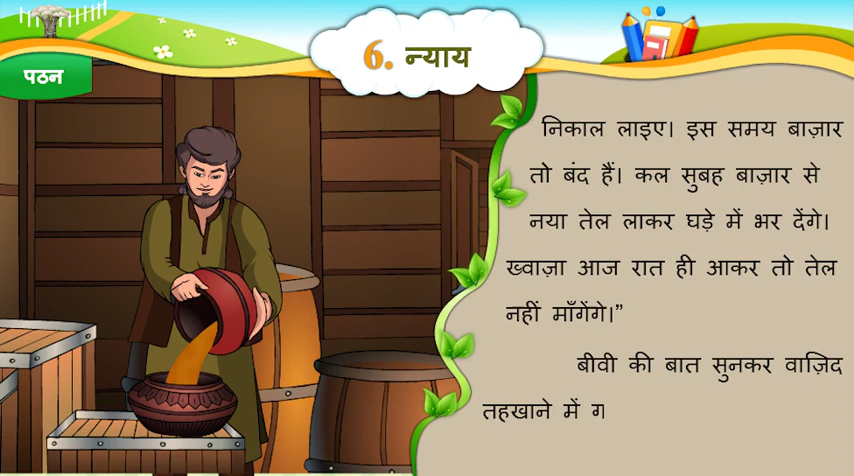 6. न्याय
पठन
निकाल लाइए। इस समय बाज़ार
तो बंद हैं। कल सुबह बाज़ार से
नया तेल लाकर घड़े में भर देंगे।
ख्वाज़ा आज रात ही आकर तो तेल
नहीं माँगेंगे।”
बीवी की बात सुनकर वाज़िद
तहखाने में ग